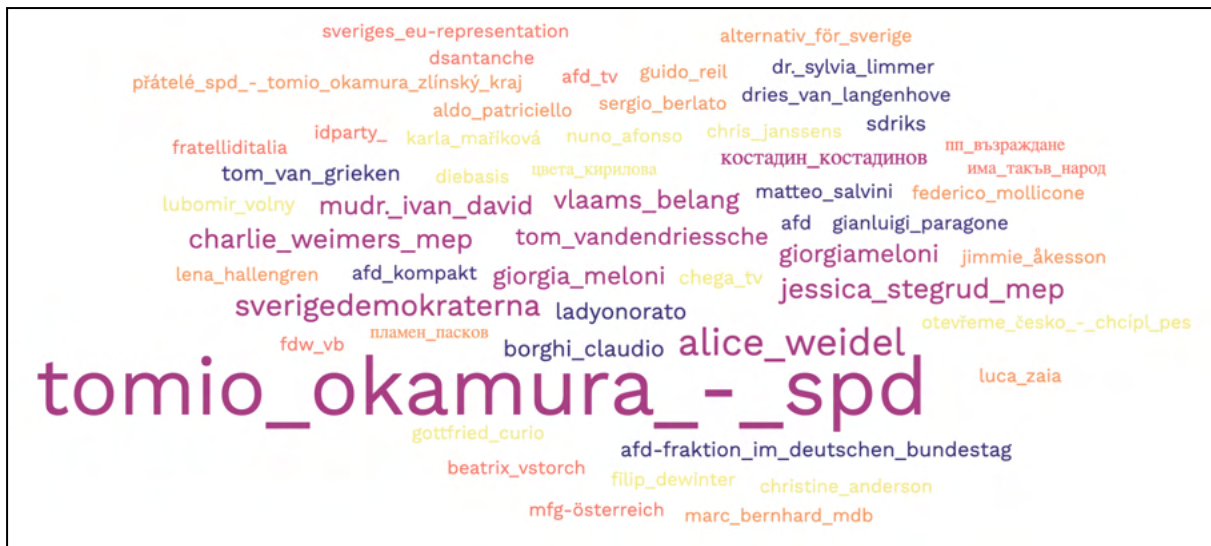 sveriges_eu-representation
alternativ_för_sverige
dsantanche
přátelé_spd_-_tomio_okamura_zlínský_kraj
afd_tv
guido_reil
dr._sylvia_limmer
aldo_patriciello
sergio_berlato
dries_van_langenhove
fratelliditalia
idparty_
karla_maříková
nuno_afonso
chris_janssens
sdriks
tom_van_grieken
diebasis
цвета_кирилова
костадин_костадинов
пп_възраждане
има_такъв_народ
lubomir_volny
mudr._ivan_david
vlaams_belang
matteo_salvini
federico_mollicone
charlie_weimers_mep
tom_vandendriessche
afd
gianluigi_paragone
lena_hallengren
afd_kompakt
giorgia_meloni
chega_tv
giorgiameloni
jimmie_åkesson
sverigedemokraterna
ladyonorato
jessica_stegrud_mep
fdw_vb
пламен_пасков
borghi_claudio
alice_weidel
otevřeme_česko_-_chcipl_pes
tomio_okamura_-_spd
luca_zaia
gottfried_curio
afd-fraktion_im_deutschen_bundestag
beatrix_vstorch
filip_dewinter
christine_anderson
mfg-österreich
marc_bernhard_mdb